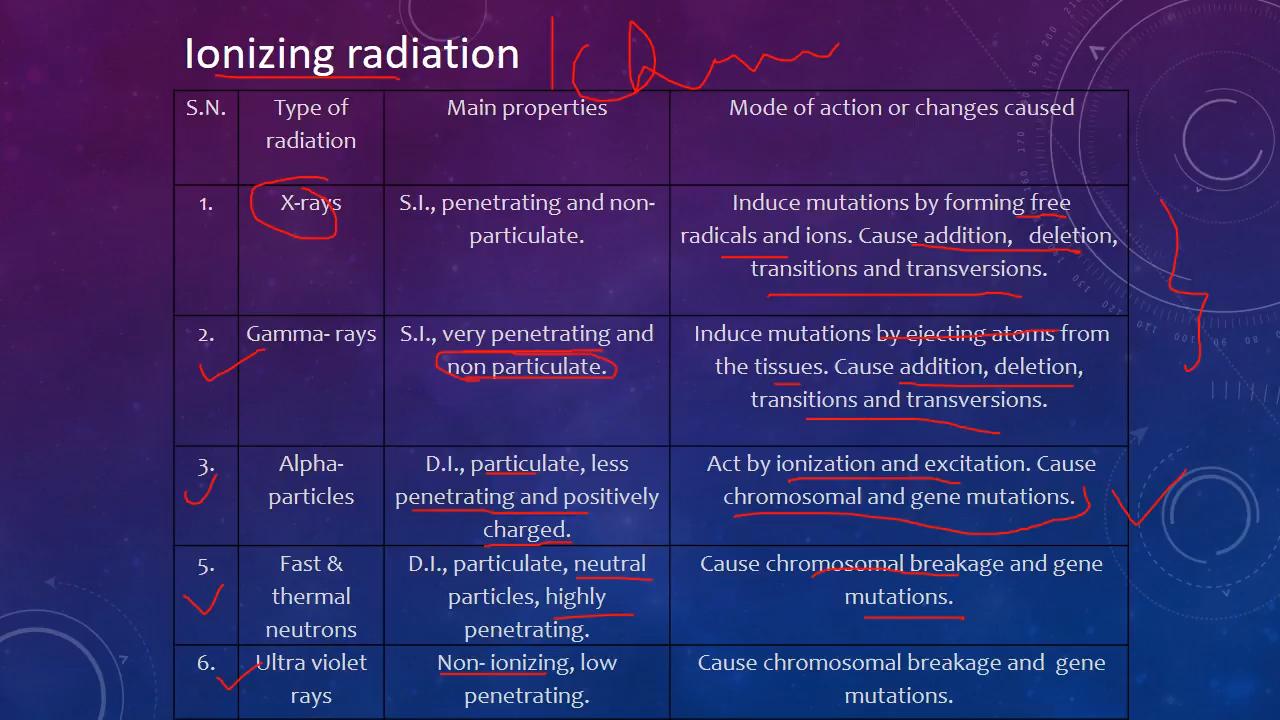 Ionizing radiation
S.N.
Type of
radiation
Main properties
Mode of action or changes caused
1.
X-rays
S.I., penetrating and non-
particulate.
Induce mutations by forming free
radicals and ions. Cause addition, deletion,
transitions and transversions.
2.
Gamma- rays
S.I., very penetrating and
non particulate.
Induce mutations by ejecting atoms from
the tissues. Cause addition, deletion,
transitions and transversions.
3.
Alpha-
particles
D.I., particulate, less
penetrating and positively
charged.
Act by ionization and excitation. Cause
chromosomal and gene mutations.
5.
Fast &
thermal
neutrons
D.I., particulate, neutral
particles, highly
penetrating.
Cause chromosomal breakage and gene
mutations.
6.
Ultra violet
rays
Non- ionizing, low
penetrating.
Cause chromosomal breakage and gene
mutations.